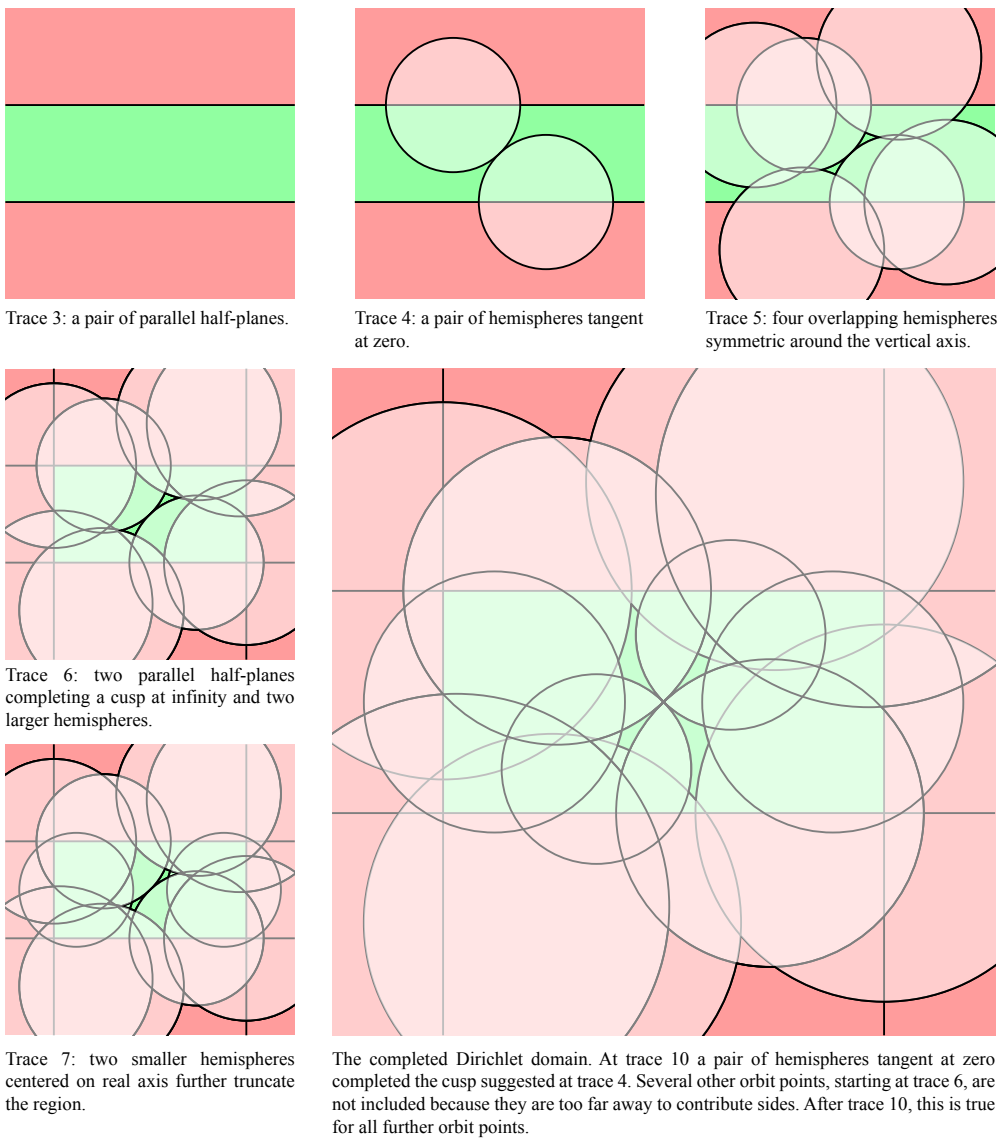 Trace 3: a pair of parallel half-planes.
Trace 4: a pair of hemispheres tangent
at zero.
Trace 5: four overlapping hemispheres
symmetric around the vertical axis.
Trace 6: two parallel half-planes
completing a cusp at infinity and two
larger hemispheres.
Trace 7: two smaller hemispheres
centered on real axis further truncate
the region.
The completed Dirichlet domain. At trace 10 a pair of hemispheres tangent at zero
completed the cusp suggested at trace 4. Several other orbit points, starting at trace 6, are
not included because they are too far away to contribute sides. After trace 10, this is true
for all further orbit points.